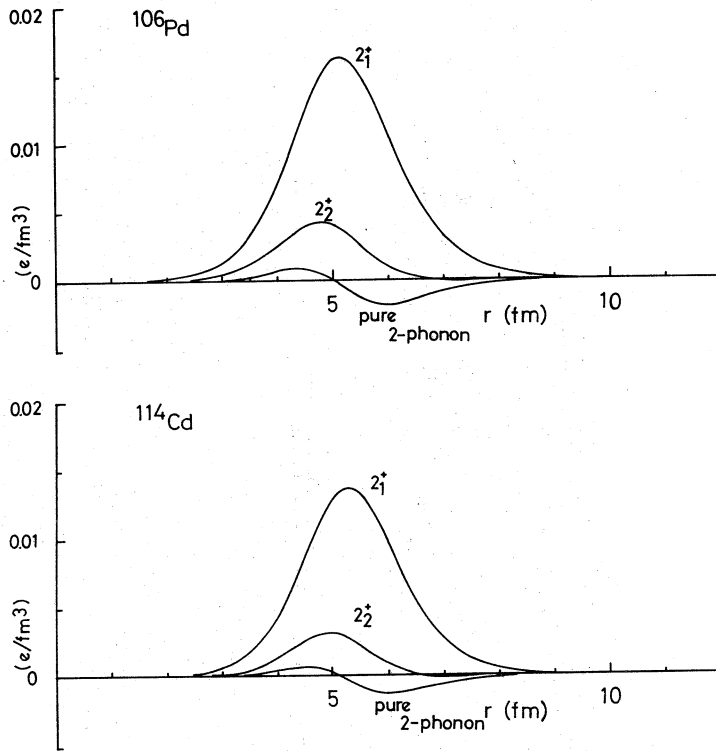 0.02
¹⁰⁶Pd
2⁺₁
0.01
2⁺₂
(e/fm3)
0
5
10
pure
2-phonon
r (fm)
0.02
¹¹⁴Cd
2⁺₁
0.01
2⁺₂
(e/fm3)
0
5
10
pure
2-phonon
r (fm)